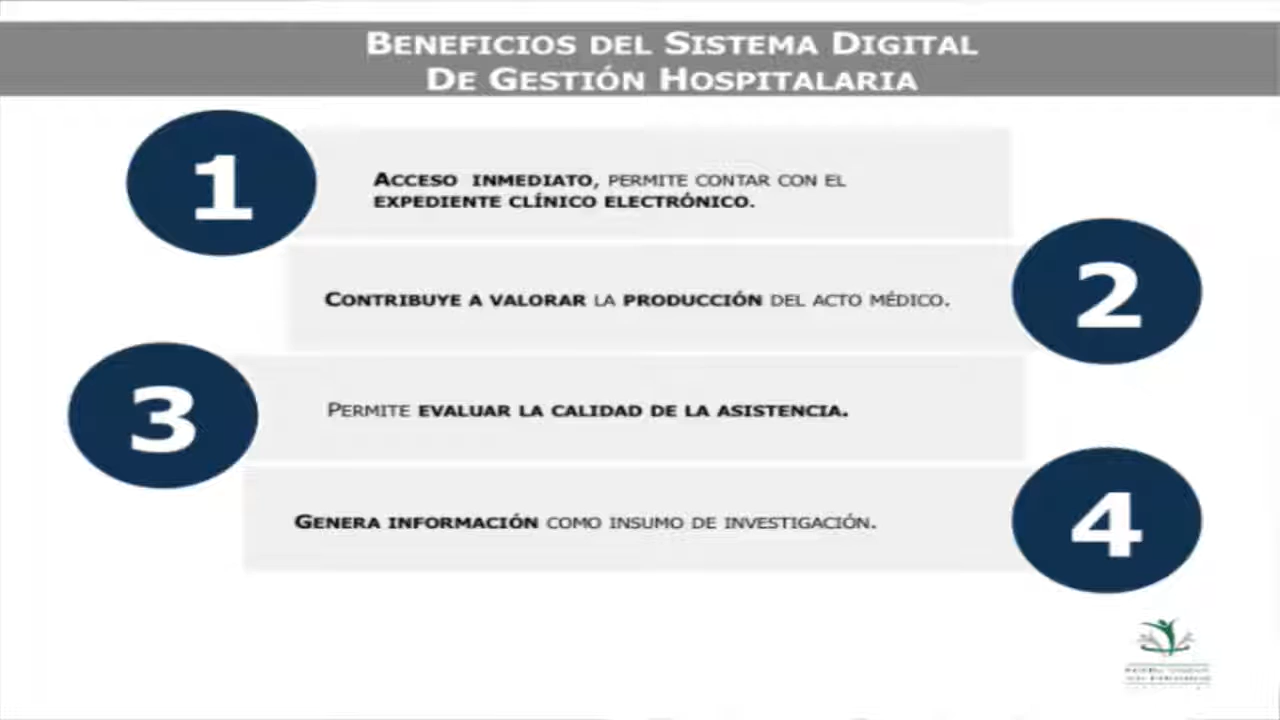 BENEFICIOS DEL SISTEMA DIGITAL
DE GESTIÓN HOSPITALARIA
1
ACCESO INMEDIATO, PERMITE CONTAR CON EL
EXPEDIENTE CLÍNICO ELECTRÓNICO.
CONTRIBUYE A VALORAR LA PRODUCCIÓN DEL ACTO MÉDICO.
2
3
PERMITE EVALUAR LA CALIDAD DE LA ASISTENCIA.
GENERA INFORMACIÓN COMO INSUMO DE INVESTIGACIÓN.
4